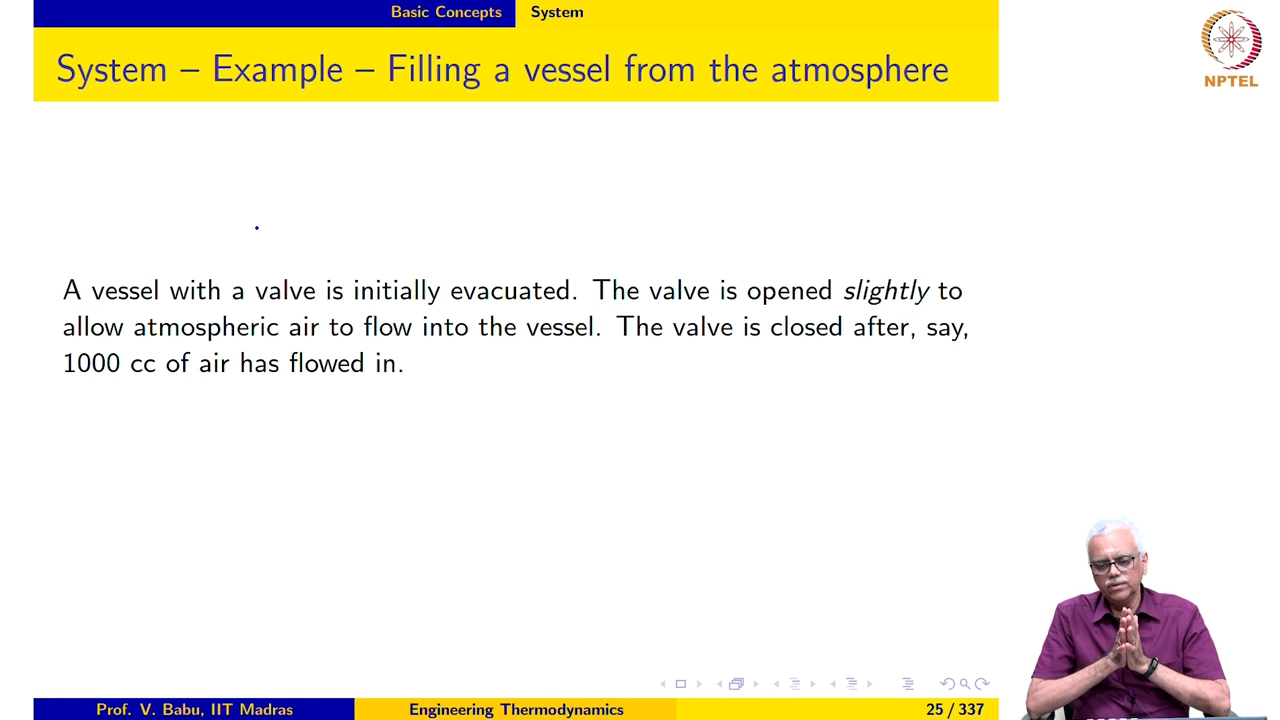 Basic Concepts System
NPTEL
System – Example – Filling a vessel from the atmosphere
A vessel with a valve is initially evacuated. The valve is opened slightly to
allow atmospheric air to flow into the vessel. The valve is closed after, say,
1000 cc of air has flowed in.
Prof. V. Babu, IIT Madras Engineering Thermodynamics 25 / 337